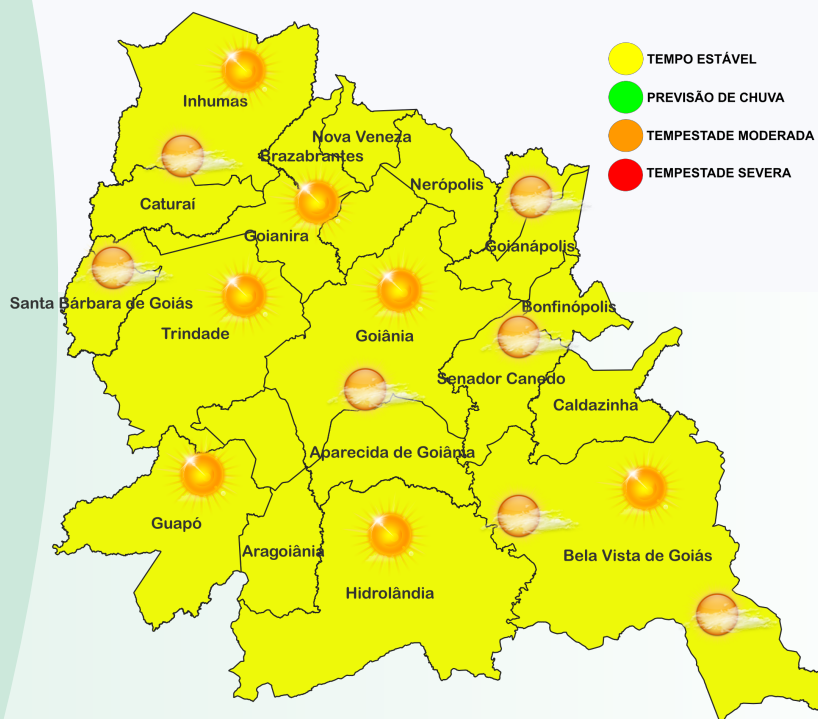 TEMPO ESTÁVEL
PREVISÃO DE CHUVA
TEMPESTADE MODERADA
TEMPESTADE SEVERA
Inhumas
Nova Veneza
Brazabrantes
Nerópolis
Caturaí
Goianira
Goianápolis
Santa Bárbara de Goiás
Bonfinópolis
Trindade
Goiânia
Senador Canedo
Caldazinha
Aparecida de Goiânia
Guapó
Aragoiânia
Bela Vista de Goiás
Hidrolândia